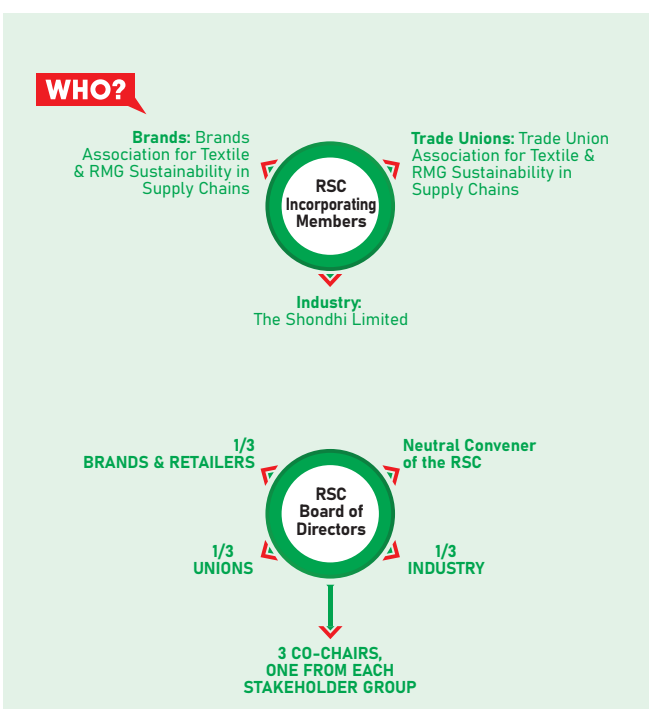 WHO?
Brands: Brands
Association for Textile
& RMG Sustainability in
Supply Chains
RSC
Incorporating
Members
Trade Unions: Trade Union
Association for Textile &
RMG Sustainability in
Supply Chains
Industry:
The Shondhi Limited
1/3
BRANDS & RETAILERS
Neutral Convener
of the RSC
RSC
Board of
Directors
1/3
UNIONS
1/3
INDUSTRY
3 CO-CHAIRS,
ONE FROM EACH
STAKEHOLDER GROUP